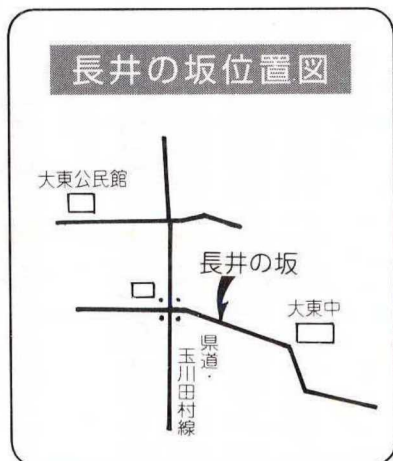 長井の坂位置図
大東公民館
長井の坂
大東中
県道・
玉川田村線